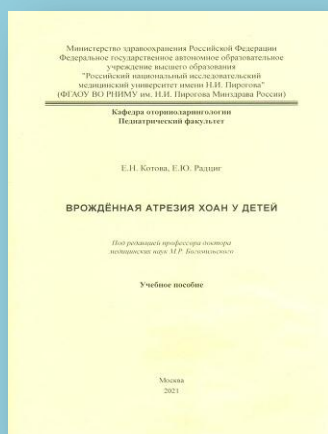 Министерство здравоохранения Российской Федерации
Федеральное государственное автономное образовательное
учреждение высшего образования
"Российский национальный исследовательский
медицинский университет имени Н.И. Пирогова"
(ФГАОУ ВО РНИМУ им. Н.И. Пирогова Минздрава России)
Кафедра оториноларингологии
Педиатрический факультет
Е.Н. Котова, Е.Ю. Радциг
ВРОЖДЁННАЯ АТРЕЗИЯ ХОАН У ДЕТЕЙ
Под редакцией профессора доктора
медицинских наук М.Р. Богомильского
Учебное пособие
Москва
2021